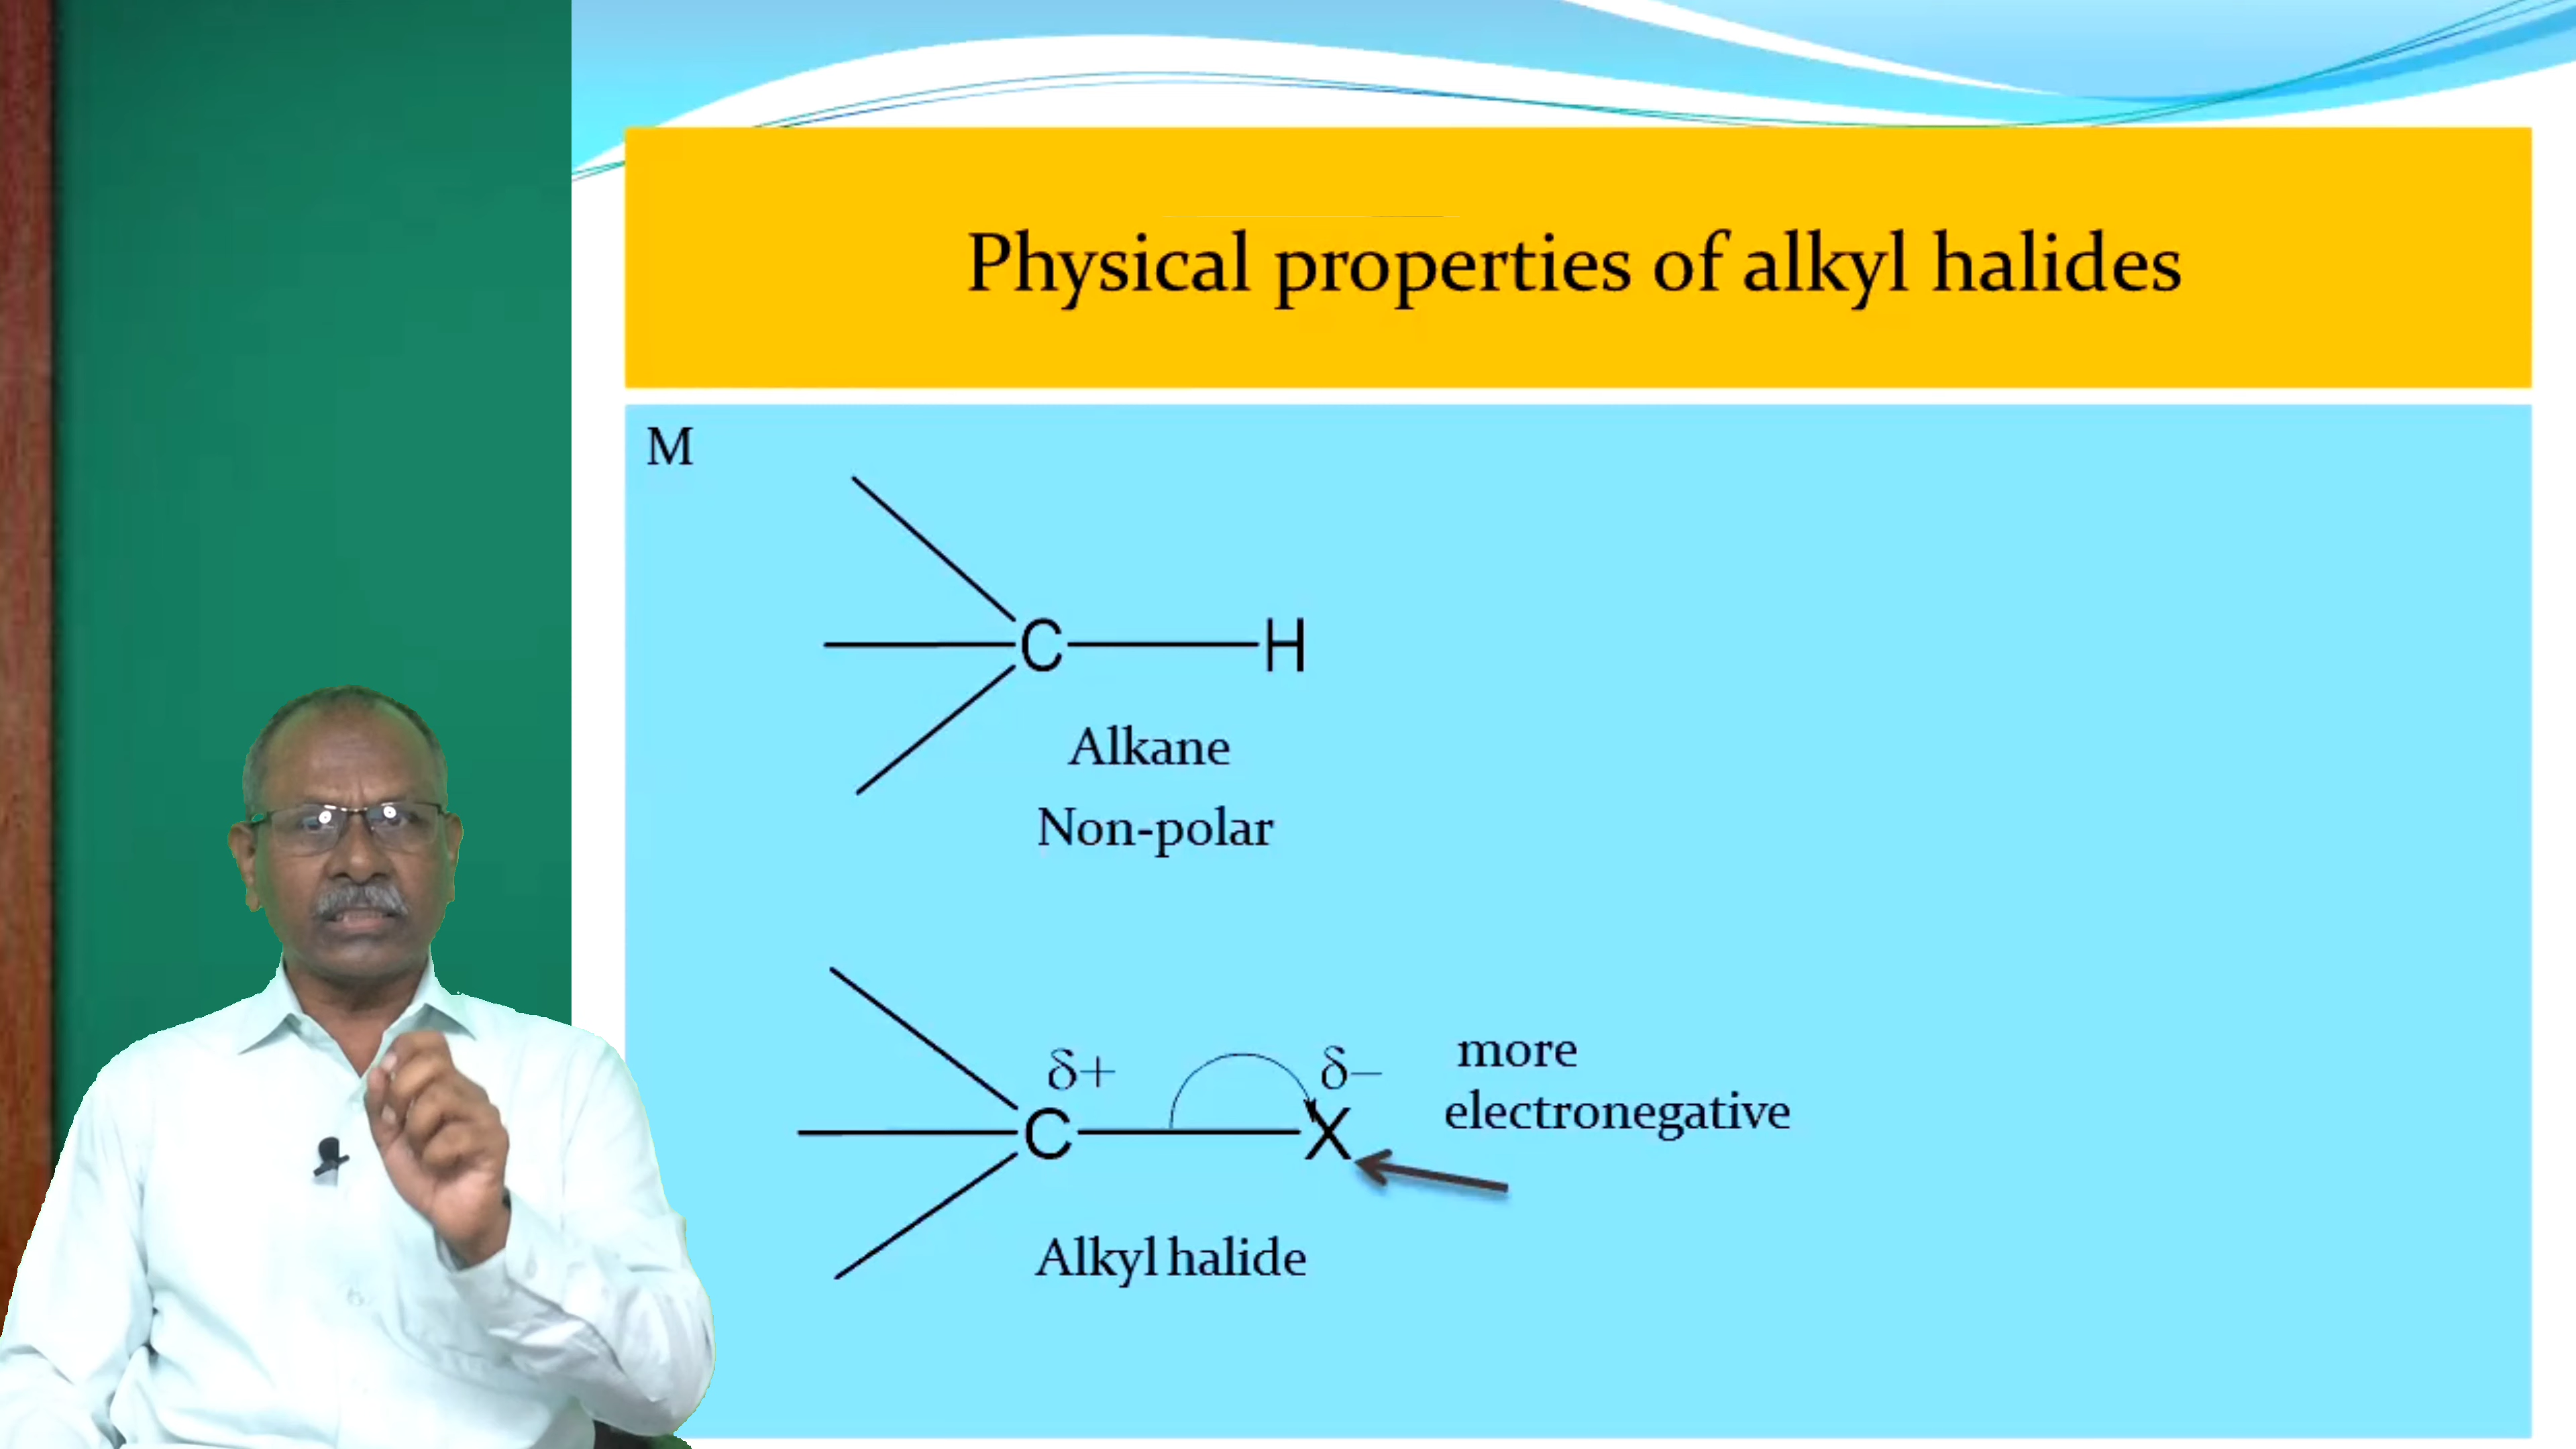 Physical properties of alkyl halides
M
C H
Alkane
Non-polar
δ+ δ− more
electronegative
C X
Alkyl halide